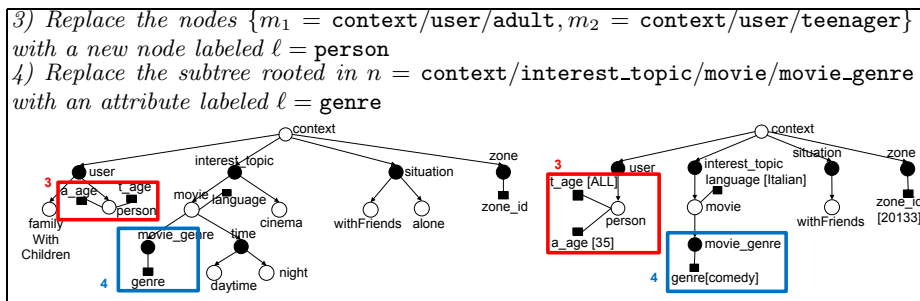 3) Replace the nodes {m₁ = context/user/adult, m₂ = context/user/teenager}
with a new node labeled ℓ = person
4) Replace the subtree rooted in n = context/interest_topic/movie/movie_genre
with an attribute labeled ℓ = genre
context
user
interest_topic
situation
zone
3
a_age
t_age
person
movie
language
cinema
family
With
Children
withFriends
alone
zone_id
movie_genre
time
4
genre
daytime
night
context
3
user
interest_topic
situation
zone
t_age [ALL]
language [Italian]
person
movie
withFriends
zone_id
[20133]
a_age [35]
movie_genre
4
genre[comedy]